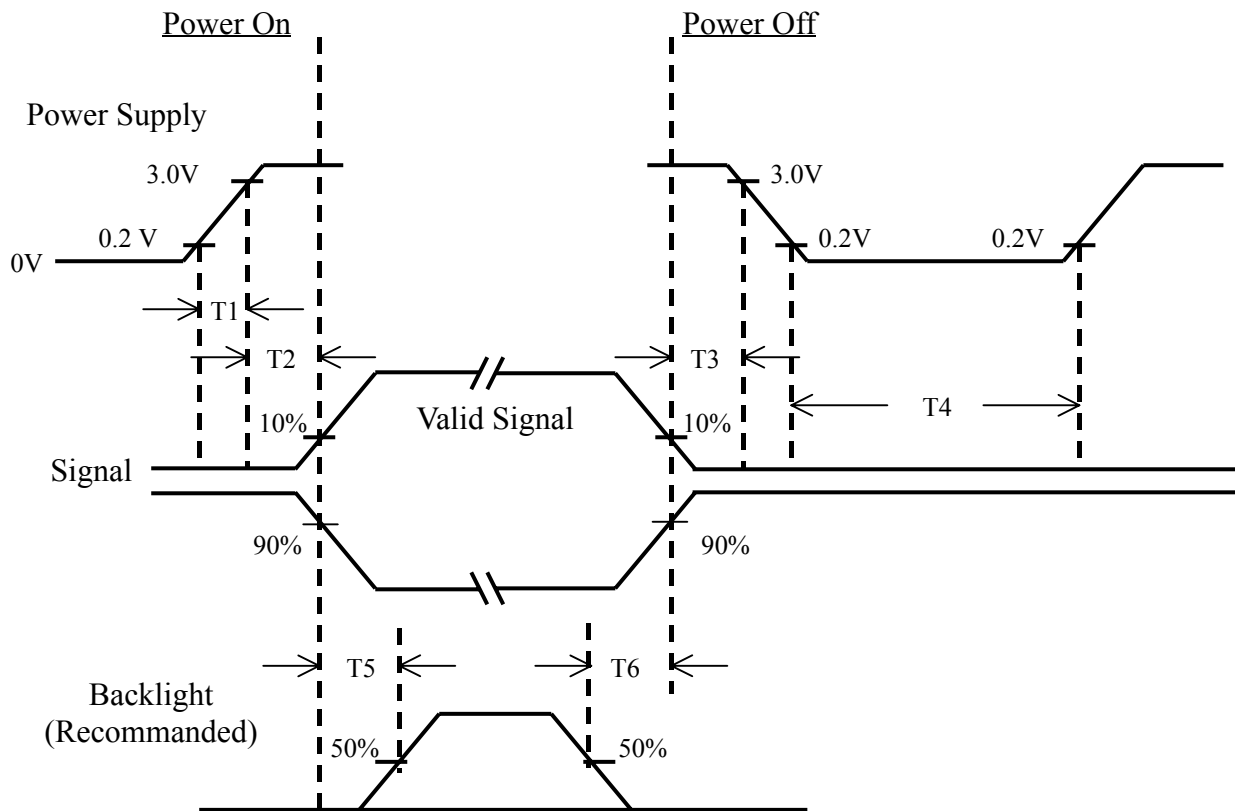 Power On
Power Off
Power Supply
3.0V
3.0V
0.2 V
0.2V
0.2V
0V
T1
T2
T3
T4
10%
Valid Signal
10%
Signal
90%
90%
T5
T6
Backlight
(Recommanded)
50%
50%